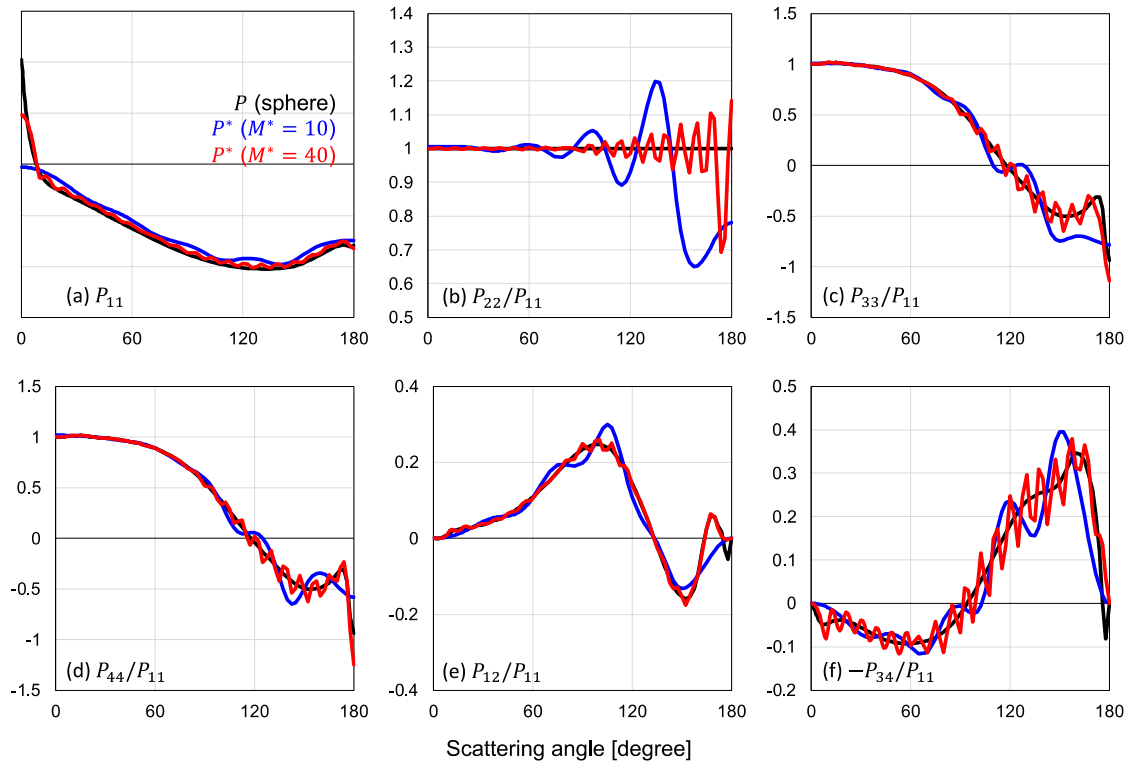 P (sphere)
P* (M* = 10)
P* (M* = 40)
(a) P₁₁
0 60 120 180
1.4
1.3
1.2
1.1
1.0
0.9
0.8
0.7
0.6
0.5
(b) P₂₂/P₁₁
0 60 120 180
1.5
1
0.5
0
-0.5
-1
-1.5
(c) P₃₃/P₁₁
0 60 120 180
1.5
1
0.5
0
-0.5
-1
-1.5
(d) P₄₄/P₁₁
0 60 120 180
0.4
0.2
0
-0.2
-0.4
(e) P₁₂/P₁₁
0 60 120 180
0.5
0.4
0.3
0.2
0.1
0
-0.1
-0.2
(f) −P₃₄/P₁₁
0 60 120 180
Scattering angle [degree]